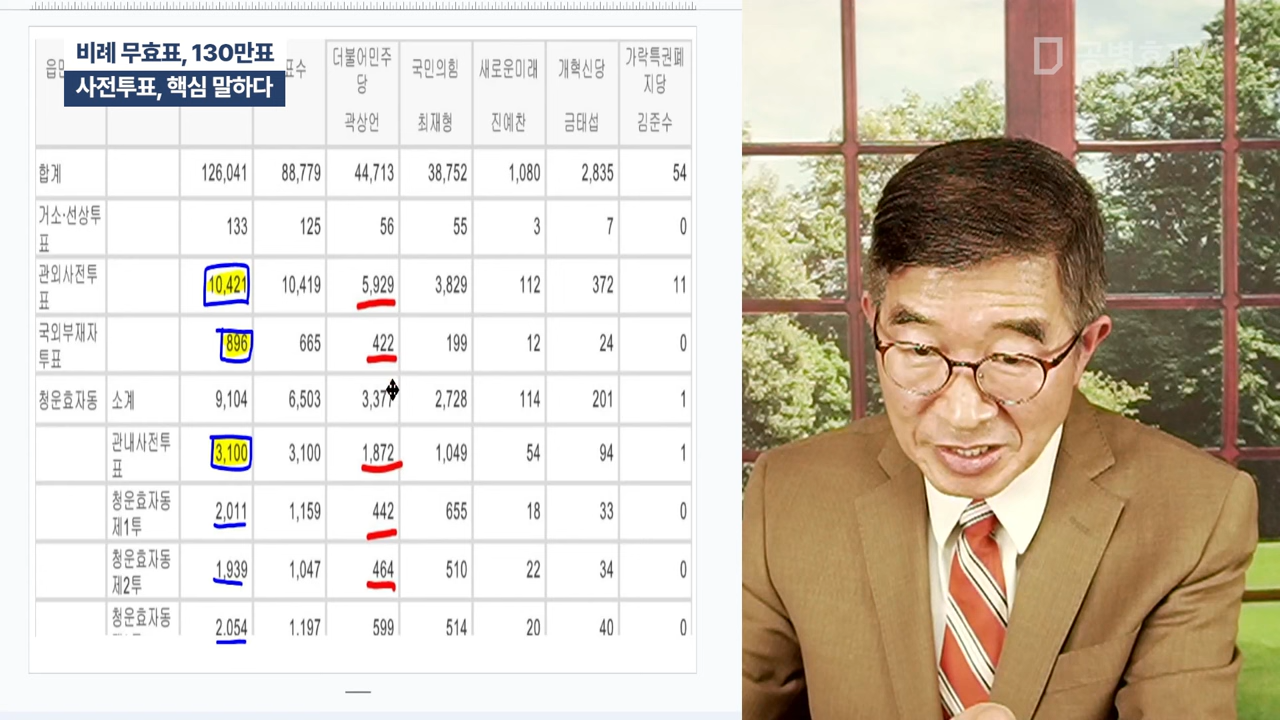 비례 무효표, 130만표
사전투표, 핵심 말하다
공병호
표수 더불어민주당 국민의힘 새로운미래 개혁신당 가락특권폐지당
곽상언 최재형 진예찬 금태섭 김준수
합계 126,041 88,779 44,713 38,752 1,080 2,835 54
거소·선상투표 133 125 56 55 3 7 0
관외사전투표 10,421 10,419 5,929 3,829 112 372 11
국외부재자투표 896 665 422 199 12 24 0
청운효자동 소계 9,104 6,503 3,377 2,728 114 201 1
관내사전투표 3,100 3,100 1,872 1,049 54 94 1
청운효자동제1투 2,011 1,159 442 655 18 33 0
청운효자동제2투 1,939 1,047 464 510 22 34 0
청운효자동 2,054 1,197 599 514 20 40 0